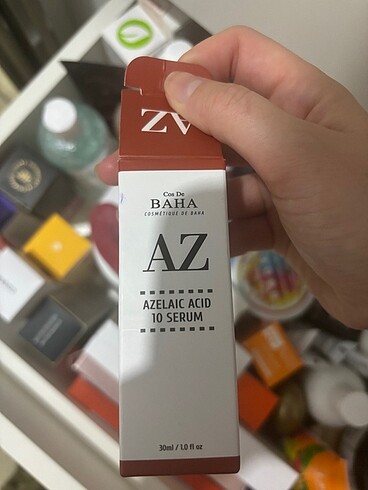 AZ
Cos De
BAHA
COSMÉTIQUE DE BAHA
AZ
AZELAIC ACID
10 SERUM
30ml / 1.0 fl oz